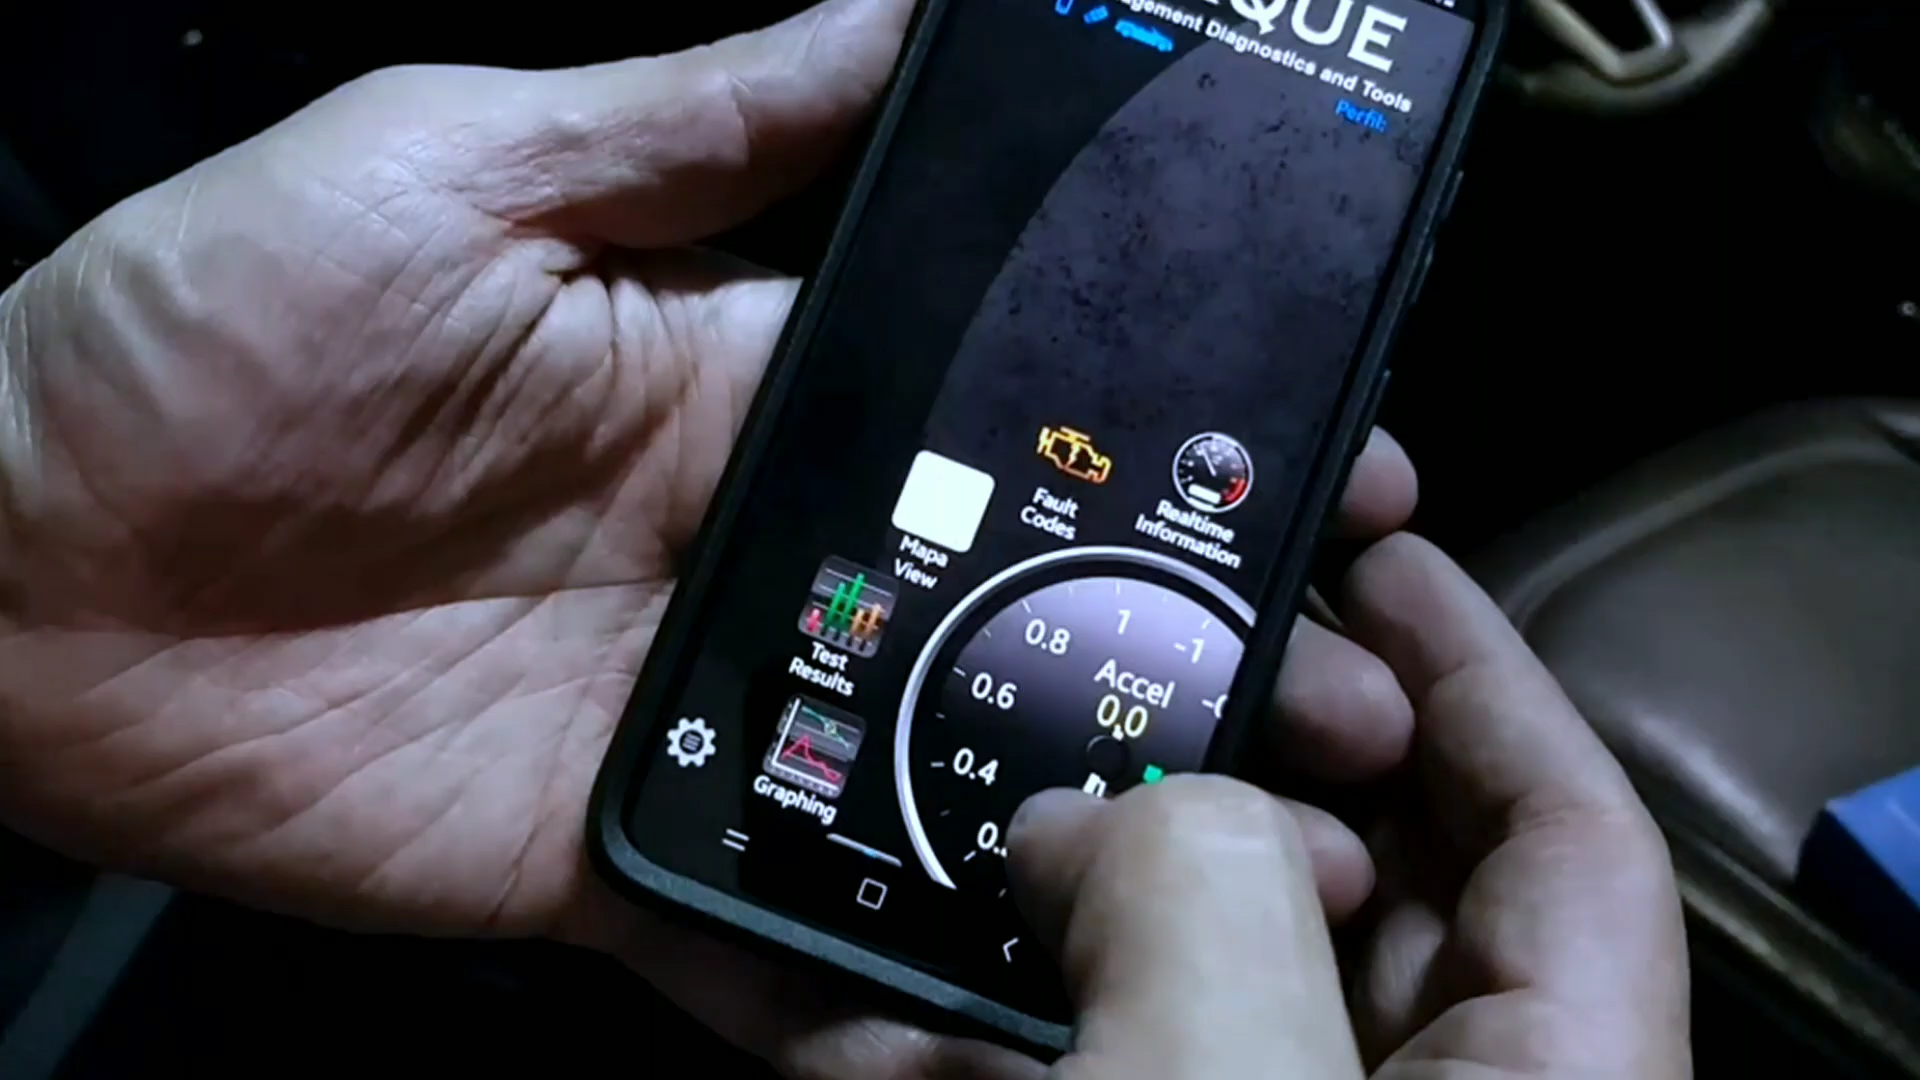 QUE
agement Diagnostics and Tools
Perfil:
Fault
Codes
Realtime
Information
Mapa
View
Test
Results
Graphing
1
0.8
-1
Accel
0.6
0.0
0.4